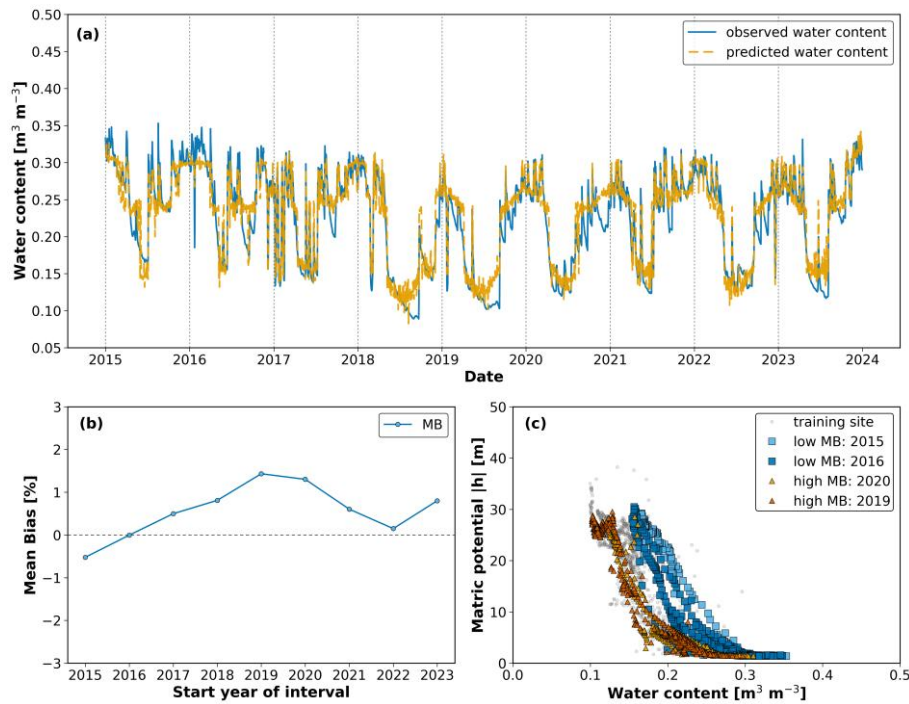 (a)
observed water content
predicted water content
Water content [m³ m⁻³]
0.50
0.45
0.40
0.35
0.30
0.25
0.20
0.15
0.10
0.05
2015 2016 2017 2018 2019 2020 2021 2022 2023 2024
Date
(b)
MB
Mean Bias [%]
3
2
1
0
−1
−2
−3
2015 2016 2017 2018 2019 2020 2021 2022 2023
Start year of interval
(c)
training site
low MB: 2015
low MB: 2016
high MB: 2020
high MB: 2019
Matric potential |h| [m]
50
40
30
20
10
0
0.0 0.1 0.2 0.3 0.4 0.5
Water content [m³ m⁻³]